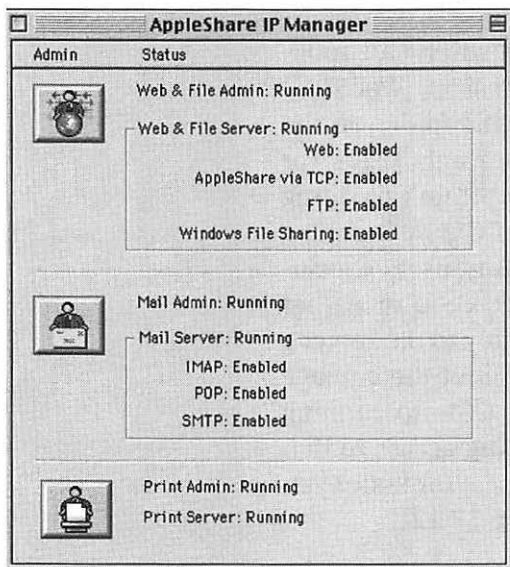 AppleShare IP Manager
Admin Status
Web & File Admin: Running
Web & File Server: Running
Web: Enabled
AppleShare via TCP: Enabled
FTP: Enabled
Windows File Sharing: Enabled
Mail Admin: Running
Mail Server: Running
IMAP: Enabled
POP: Enabled
SMTP: Enabled
Print Admin: Running
Print Server: Running